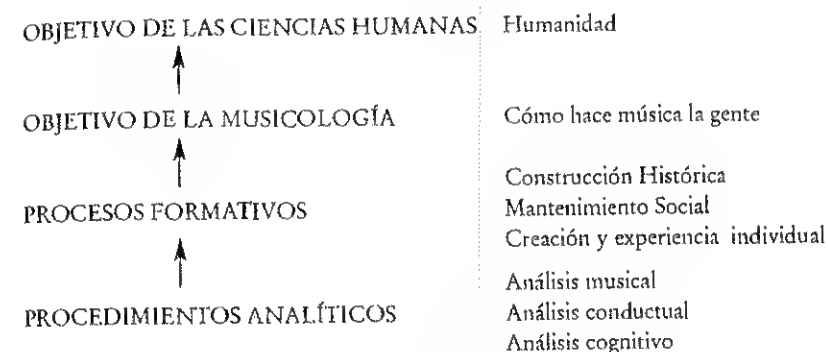 OBJETIVO DE LAS CIENCIAS HUMANAS Humanidad
OBJETIVO DE LA MUSICOLOGÍA Cómo hace música la gente
Construcción Histórica
PROCESOS FORMATIVOS Mantenimiento Social
Creación y experiencia individual
Análisis musical
PROCEDIMIENTOS ANALÍTICOS Análisis conductual
Análisis cognitivo